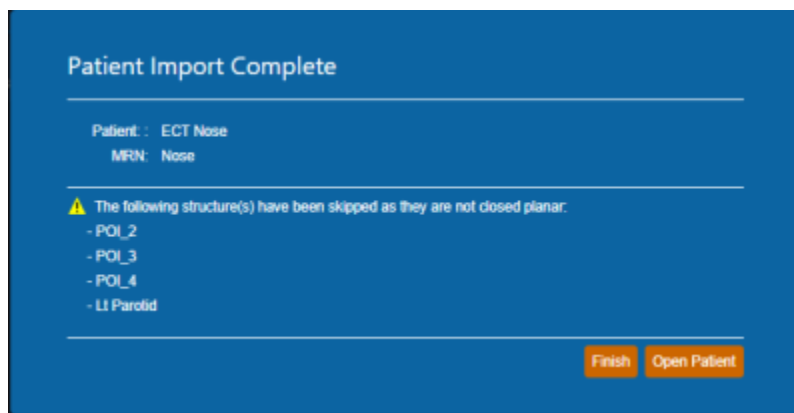 Patient Import Complete
Patient: : ECT Nose
MRN: Nose
The following structure(s) have been skipped as they are not closed planar:
- POI_2
- POI_3
- POI_4
- Lt Parotid
Finish Open Patient